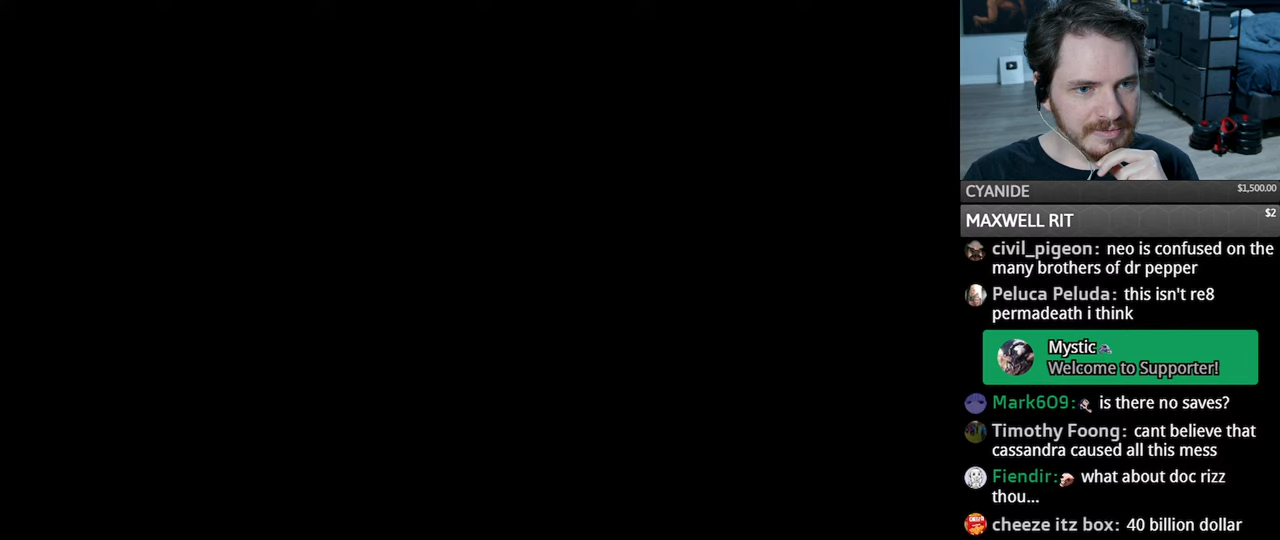 CYANIDE
$1,500.00
MAXWELL RIT
$2
civil_pigeon: neo is confused on the
many brothers of dr pepper
Peluca Peluda: this isn't re8
permadeath i think
Mystic
Welcome to Supporter!
Mark609: is there no saves?
Timothy Foong: cant believe that
cassandra caused all this mess
Fiendir: what about doc rizz
thou...
cheeze itz box: 40 billion dollar